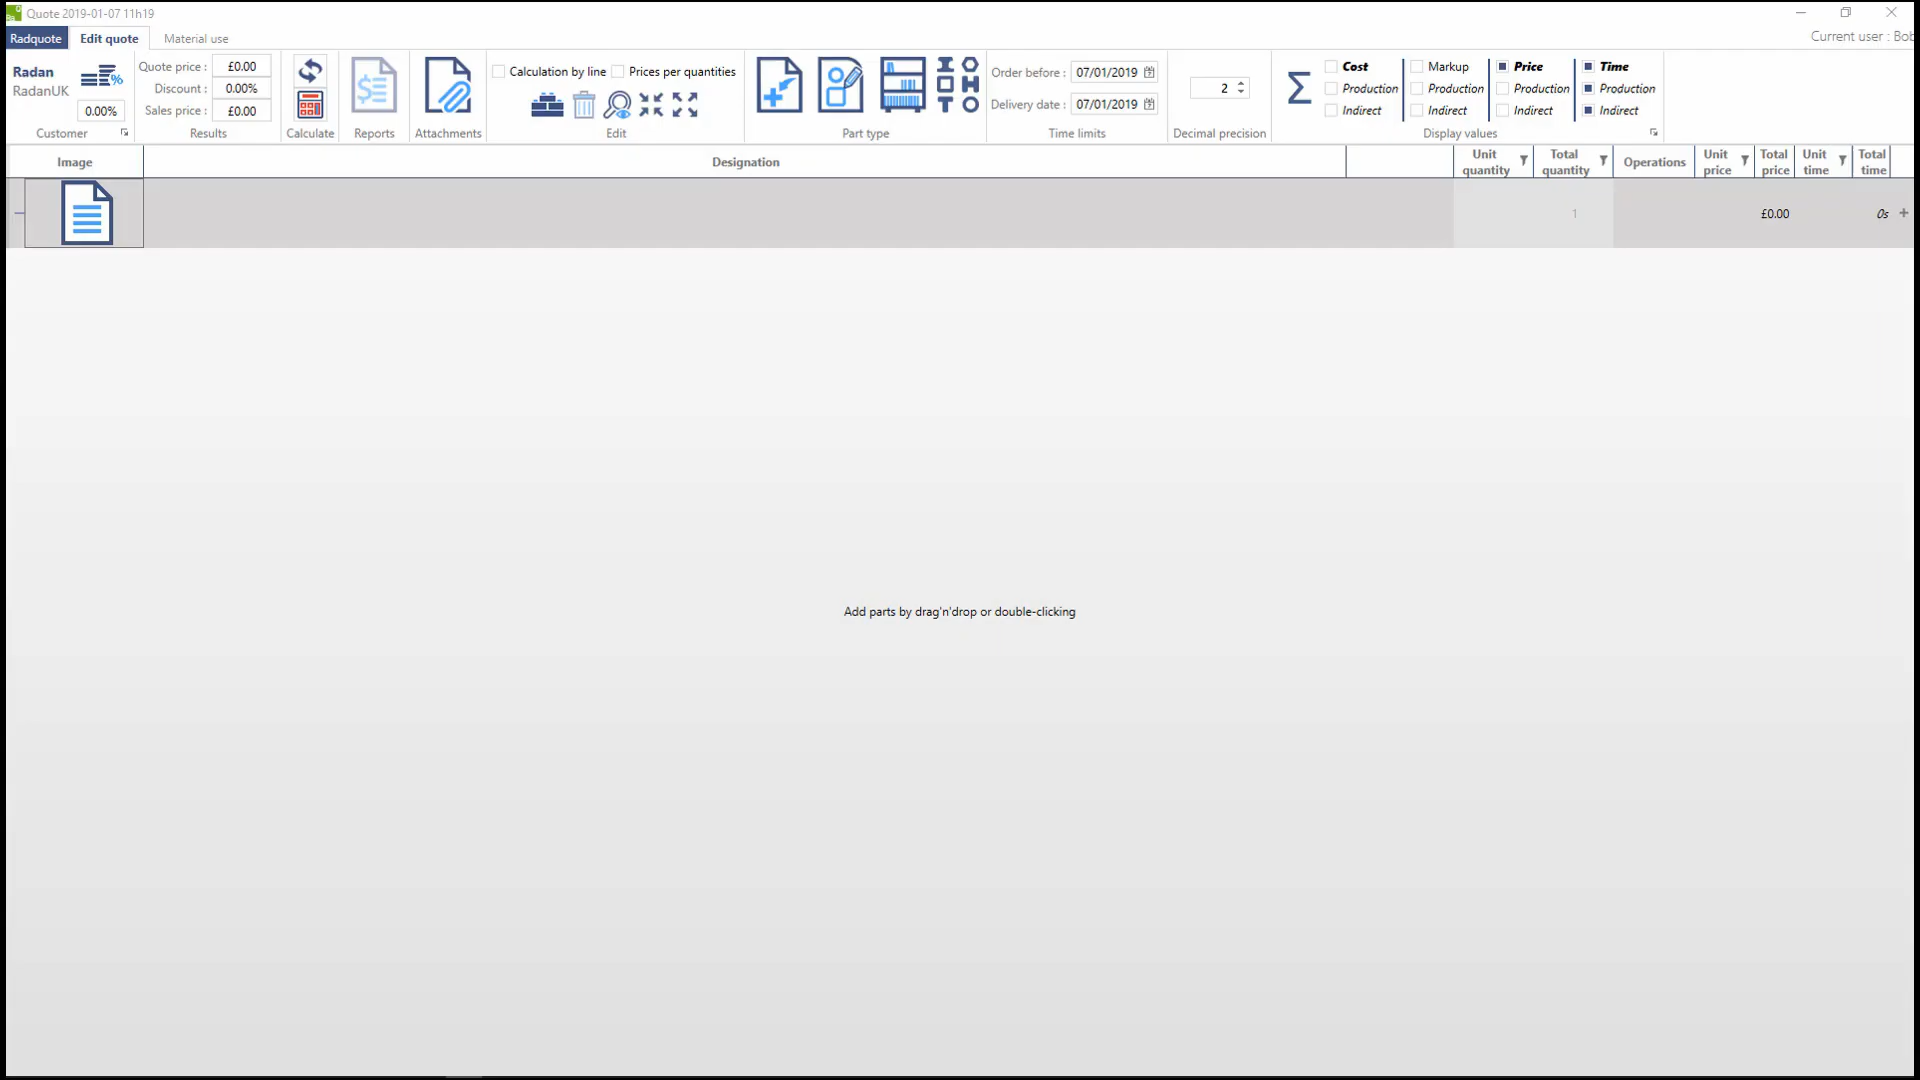 Quote 2019-01-07 11h19
Radquote Edit quote Material use
Current user : Bob
Radan
RadanUK
0.00%
Customer
Quote price : £0.00
Discount : 0.00%
Sales price : £0.00
Results
Calculate
Reports
Attachments
Calculation by line Prices per quantities
Edit
Part type
Order before : 07/01/2019
Delivery date : 07/01/2019
Time limits
2
Decimal precision
Cost Markup Price Time
Production Production Production Production
Indirect Indirect Indirect Indirect
Display values
Image
Designation
Unit quantity
Total quantity
Operations
Unit price
Total price
Unit time
Total time
1 £0.00 0s
Add parts by drag'n'drop or double-clicking